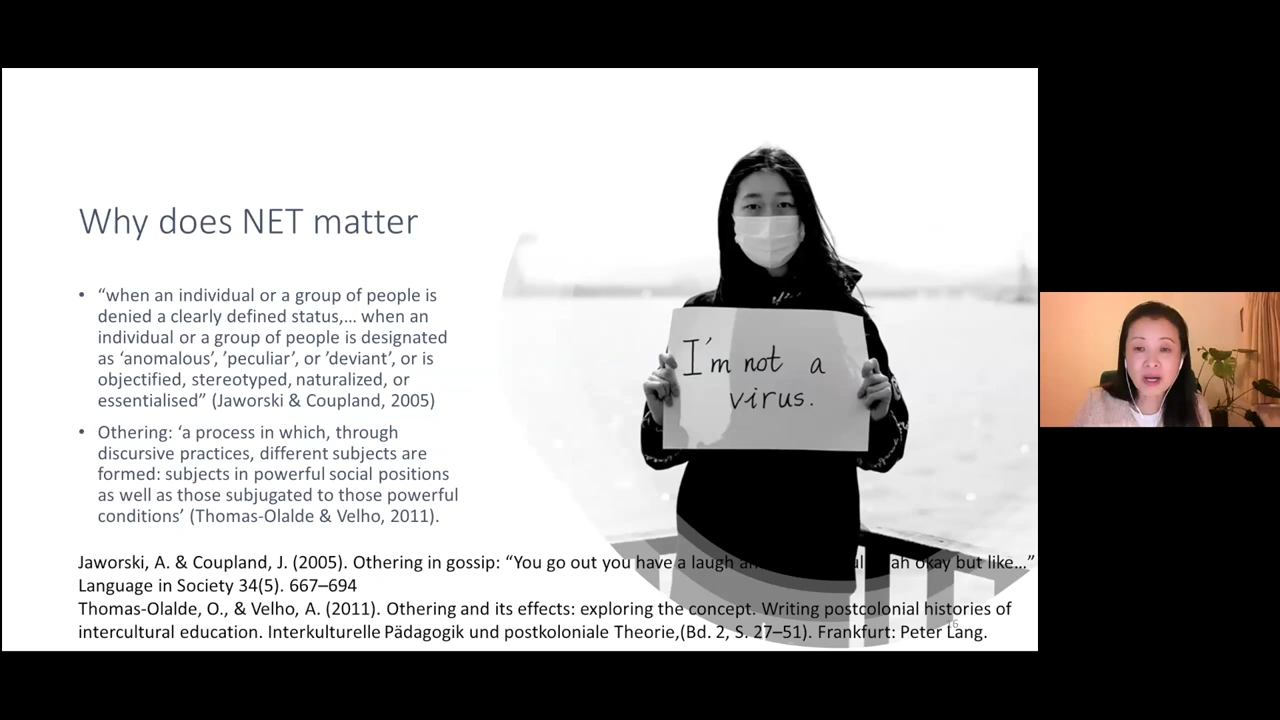 Why does NET matter
• “when an individual or a group of people is
denied a clearly defined status,… when an
individual or a group of people is designated
as ‘anomalous’, ’peculiar’, or ’deviant’, or is
objectified, stereotyped, naturalized, or
essentialised” (Jaworski & Coupland, 2005)
• Othering: ‘a process in which, through
discursive practices, different subjects are
formed: subjects in powerful social positions
as well as those subjugated to those powerful
conditions’ (Thomas-Olalde & Velho, 2011).
I'm not a
virus.
Jaworski, A. & Coupland, J. (2005). Othering in gossip: “You go out you have a laugh ah okay but like…”
Language in Society 34(5). 667–694
Thomas-Olalde, O., & Velho, A. (2011). Othering and its effects: exploring the concept. Writing postcolonial histories of
intercultural education. Interkulturelle Pädagogik und postkoloniale Theorie,(Bd. 2, S. 27–51). Frankfurt: Peter Lang.